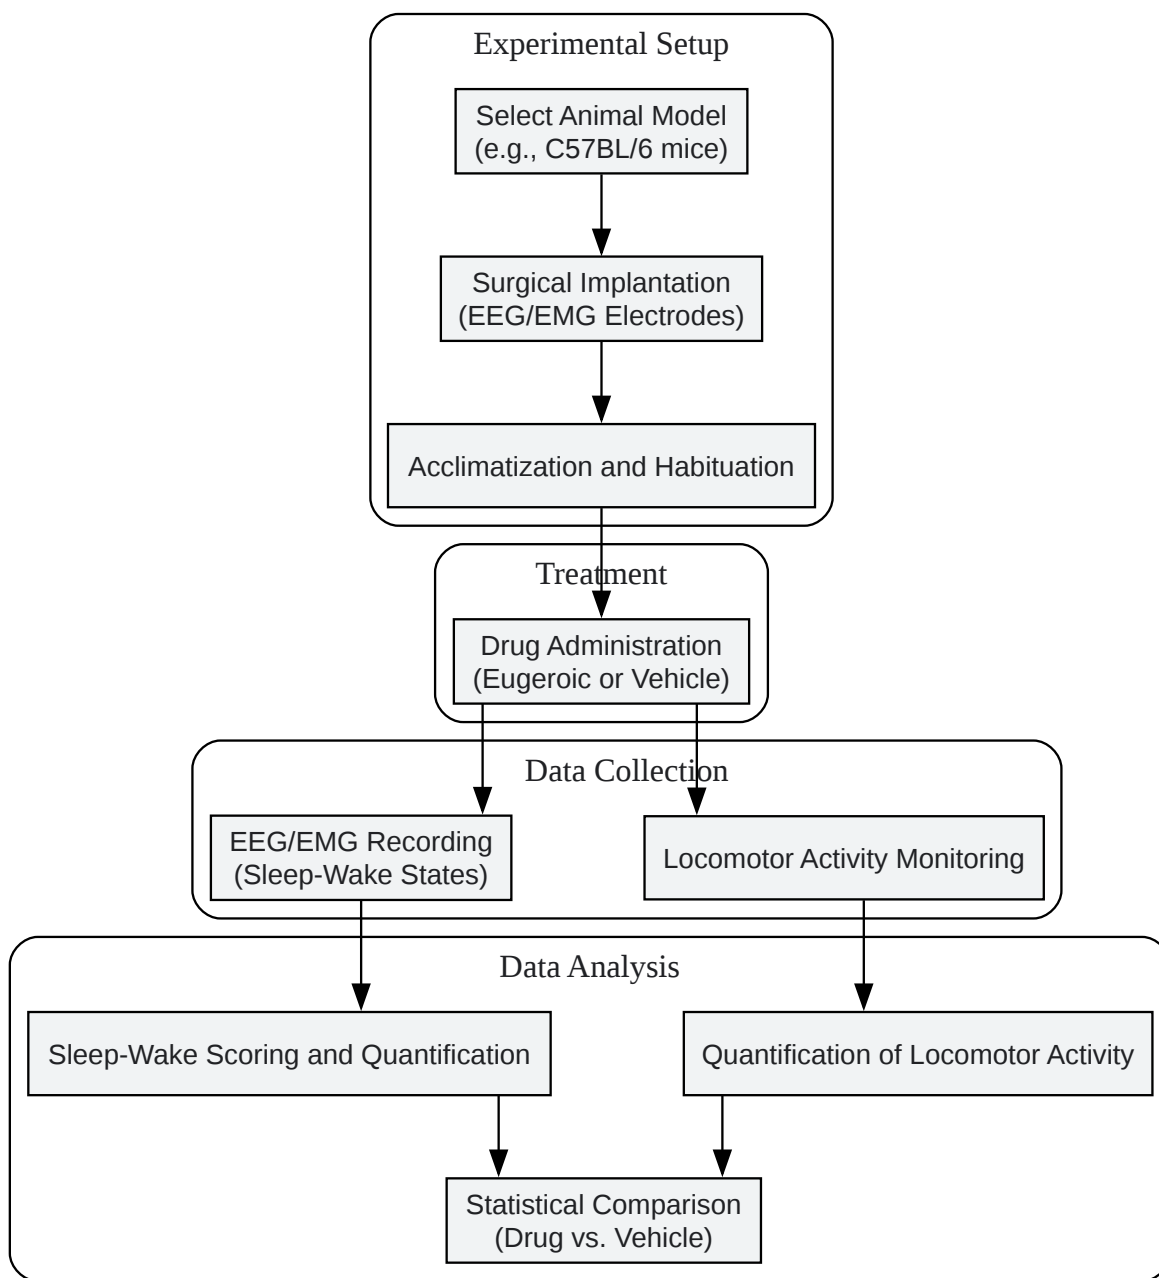 Experimental Setup
Select Animal Model
(e.g., C57BL/6 mice)
Surgical Implantation
(EEG/EMG Electrodes)
Acclimatization and Habituation
Treatment
Drug Administration
(Eugeroic or Vehicle)
Data Collection
EEG/EMG Recording
(Sleep-Wake States)
Locomotor Activity Monitoring
Data Analysis
Sleep-Wake Scoring and Quantification
Quantification of Locomotor Activity
Statistical Comparison
(Drug vs. Vehicle)